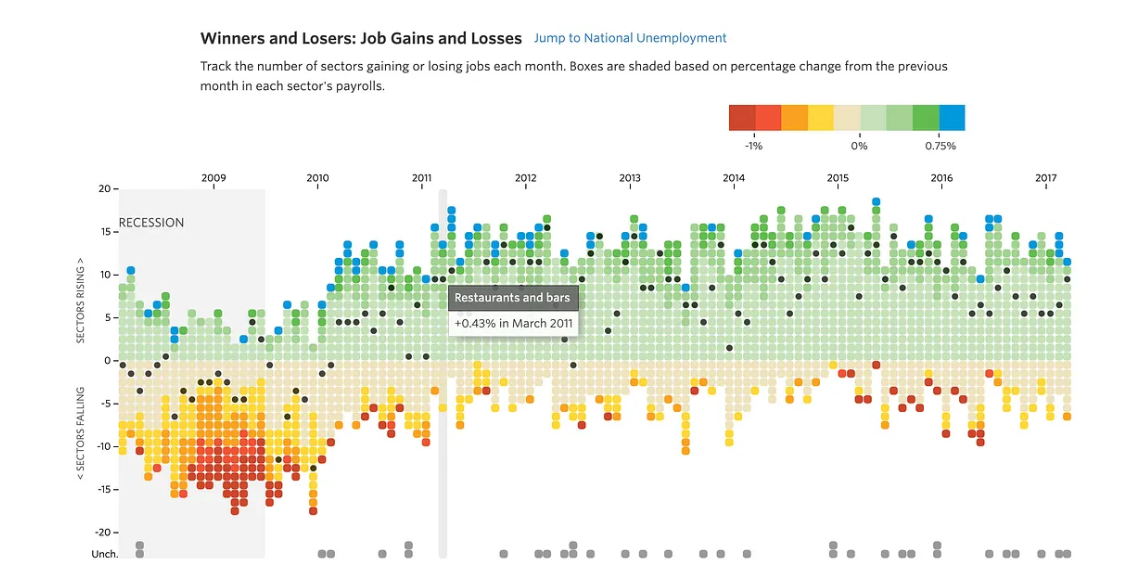 Winners and Losers: Job Gains and Losses Jump to National Unemployment
Track the number of sectors gaining or losing jobs each month. Boxes are shaded based on percentage change from the previous
month in each sector's payrolls.
-1% 0% 0.75%
2009 2010 2011 2012 2013 2014 2015 2016 2017
20
RECESSION
15
10
SECTORS RISING >
Restaurants and bars
+0.43% in March 2011
5
0
< SECTORS FALLING
-5
-10
-15
-20
Unch.